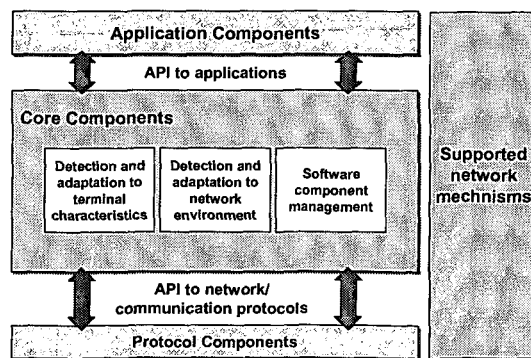 Application Components
API to applications
Core Components
Detection and
adaptation to
terminal
characteristics
Detection and
adaptation to
network
environment
Software
component
management
API to network/
communication protocols
Protocol Components
Supported
network
mechnisms